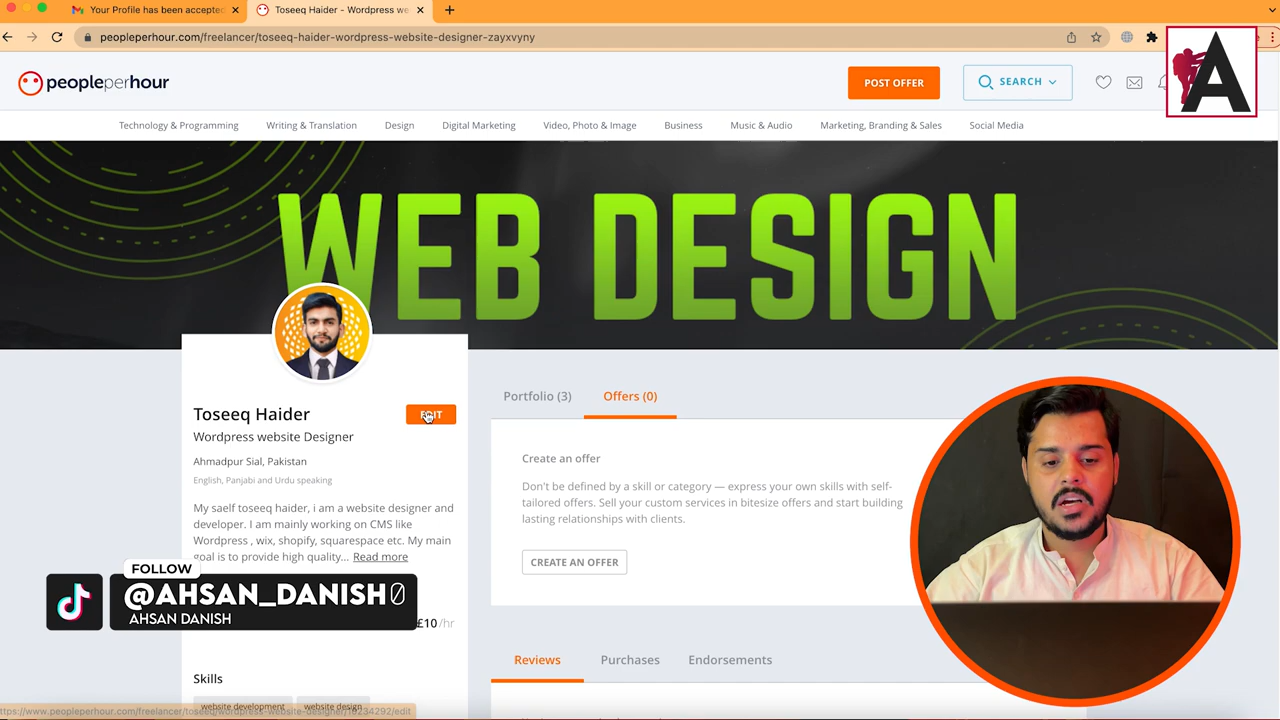 Your Profile has been accepted
Toseeq Haider - Wordpress we
peopleperhour.com/freelancer/toseeq-haider-wordpress-website-designer-zayxvyny
peopleperhour
POST OFFER
SEARCH
A
Technology & Programming
Writing & Translation
Design
Digital Marketing
Video, Photo & Image
Business
Music & Audio
Marketing, Branding & Sales
Social Media
WEB DESIGN
Toseeq Haider
EDIT
Wordpress website Designer
Ahmadpur Sial, Pakistan
English, Panjabi and Urdu speaking
My saelf toseeq haider, i am a website designer and
developer. I am mainly working on CMS like
Wordpress , wix, shopify, squarespace etc. My main
goal is to provide high quality... Read more
FOLLOW
@AHSAN_DANISH0
AHSAN DANISH
£10/hr
Skills
website development
website design
Portfolio (3)
Offers (0)
Create an offer
Don't be defined by a skill or category — express your own skills with self-
tailored offers. Sell your custom services in bitesize offers and start building
lasting relationships with clients.
CREATE AN OFFER
Reviews
Purchases
Endorsements